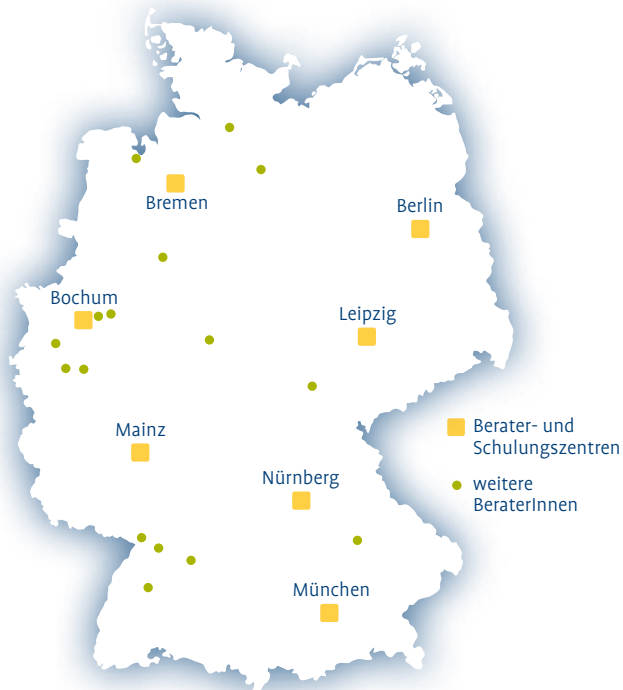 Bremen
Berlin
Bochum
Leipzig
Mainz
Berater- und
Schulungszentren
Nürnberg
weitere
BeraterInnen
München